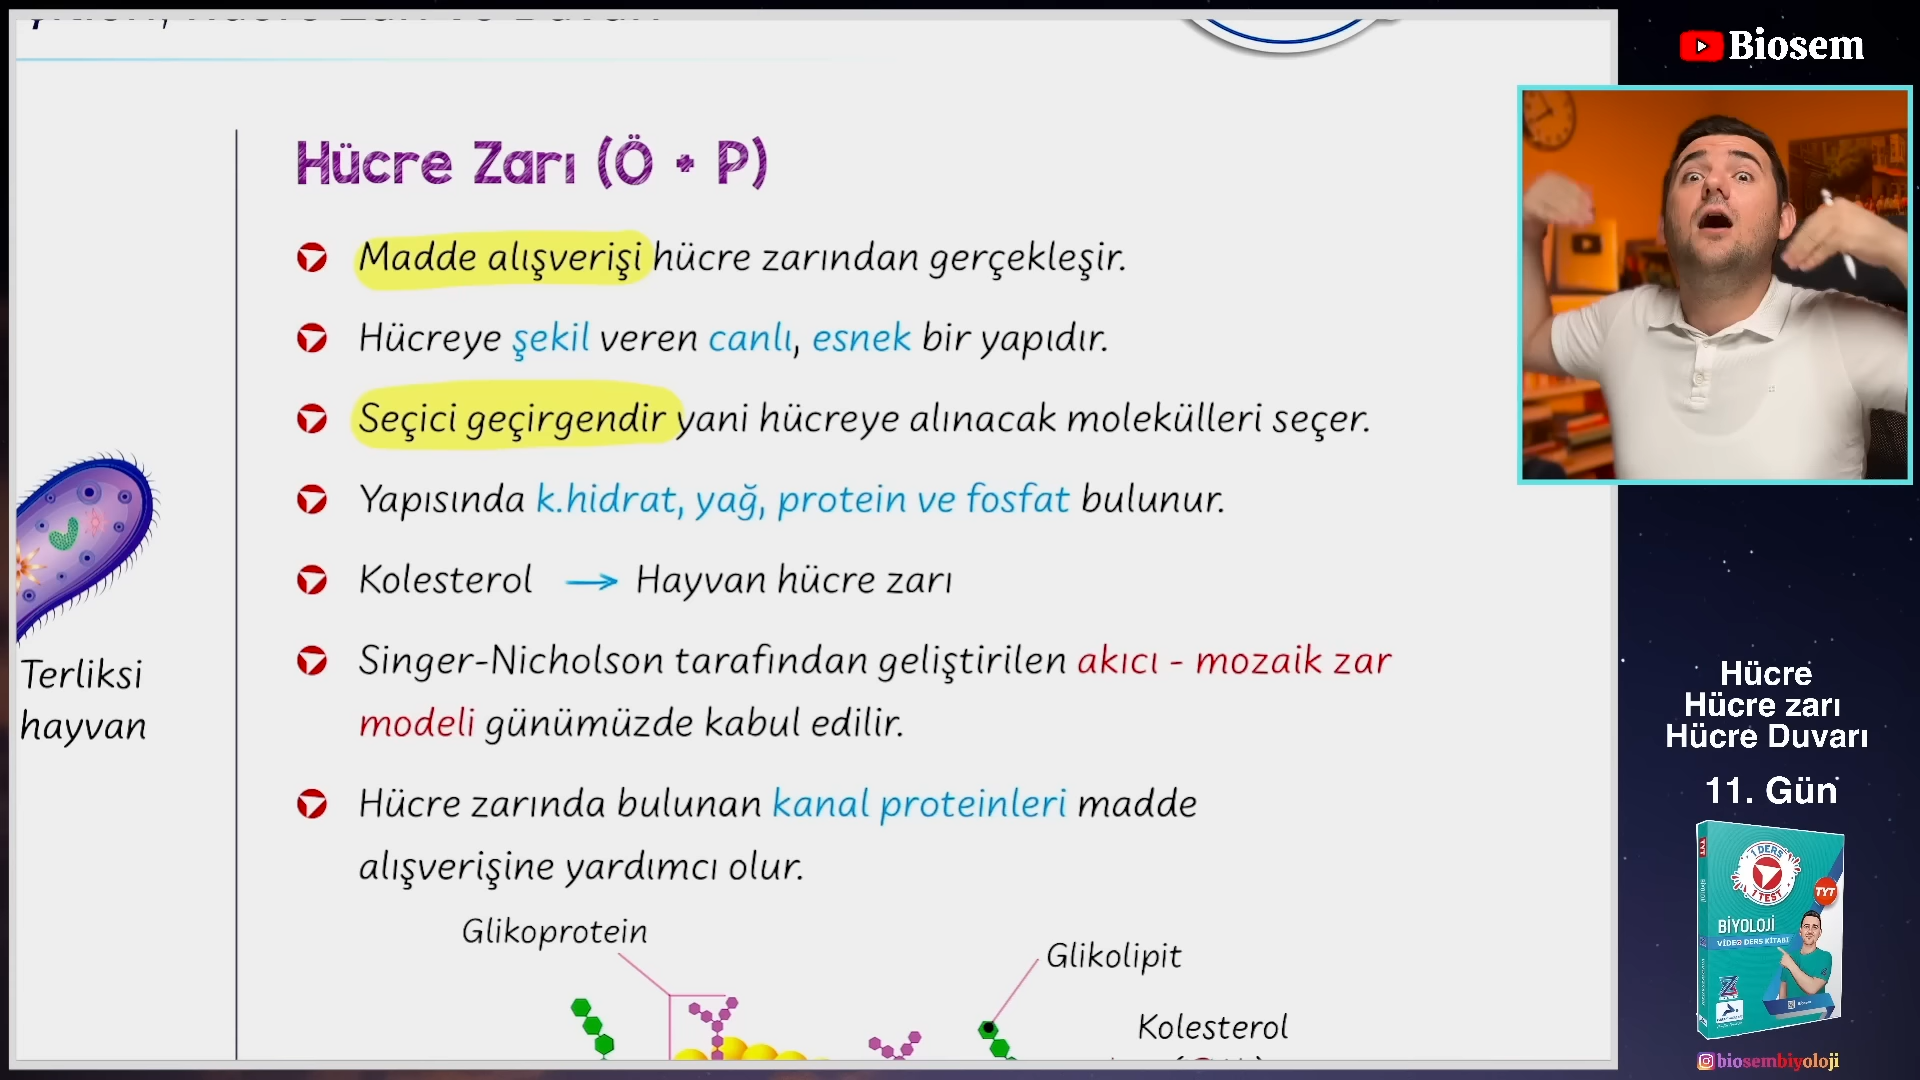 Biosem
Hücre Zarı (Ö + P)
Madde alışverişi hücre zarından gerçekleşir.
Hücreye şekil veren canlı, esnek bir yapıdır.
Seçici geçirgendir yani hücreye alınacak molekülleri seçer.
Yapısında k.hidrat, yağ, protein ve fosfat bulunur.
Kolesterol → Hayvan hücre zarı
Singer-Nicholson tarafından geliştirilen akıcı - mozaik zar
modeli günümüzde kabul edilir.
Hücre zarında bulunan kanal proteinleri madde
alışverişine yardımcı olur.
Glikoprotein
Glikolipit
Kolesterol
Terliksi
hayvan
Hücre
Hücre zarı
Hücre Duvarı
11. Gün
1 DERS
1 TEST
TYT
BİYOLOJİ
VİDEO DERS KİTABI
biosembiyoloji